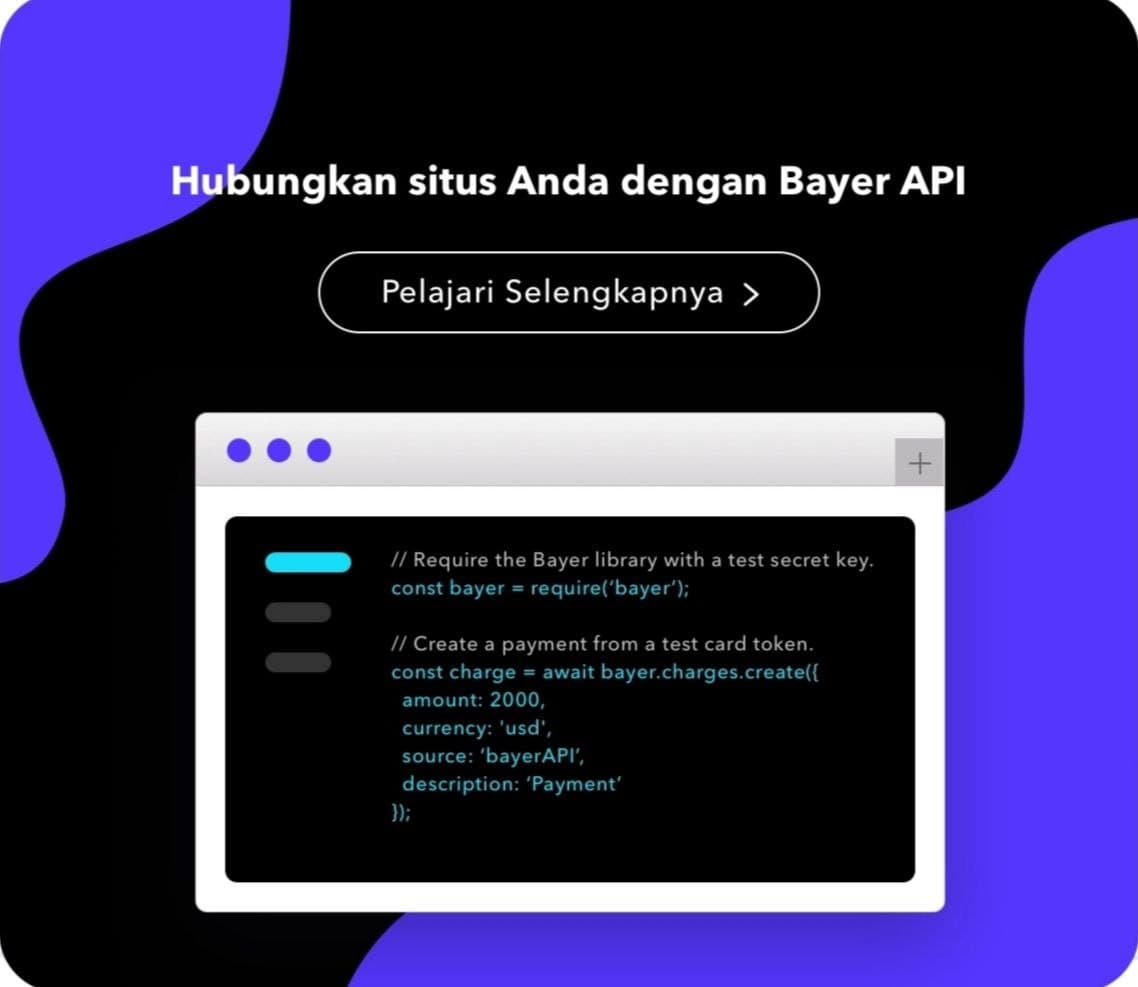 Hubungkan situs Anda dengan Bayer API
Pelajari Selengkapnya >
// Require the Bayer library with a test secret key.
const bayer = require(‘bayer’);
// Create a payment from a test card token.
const charge = await bayer.charges.create({
amount: 2000,
currency: 'usd',
source: ‘bayerAPI’,
description: ‘Payment’
});